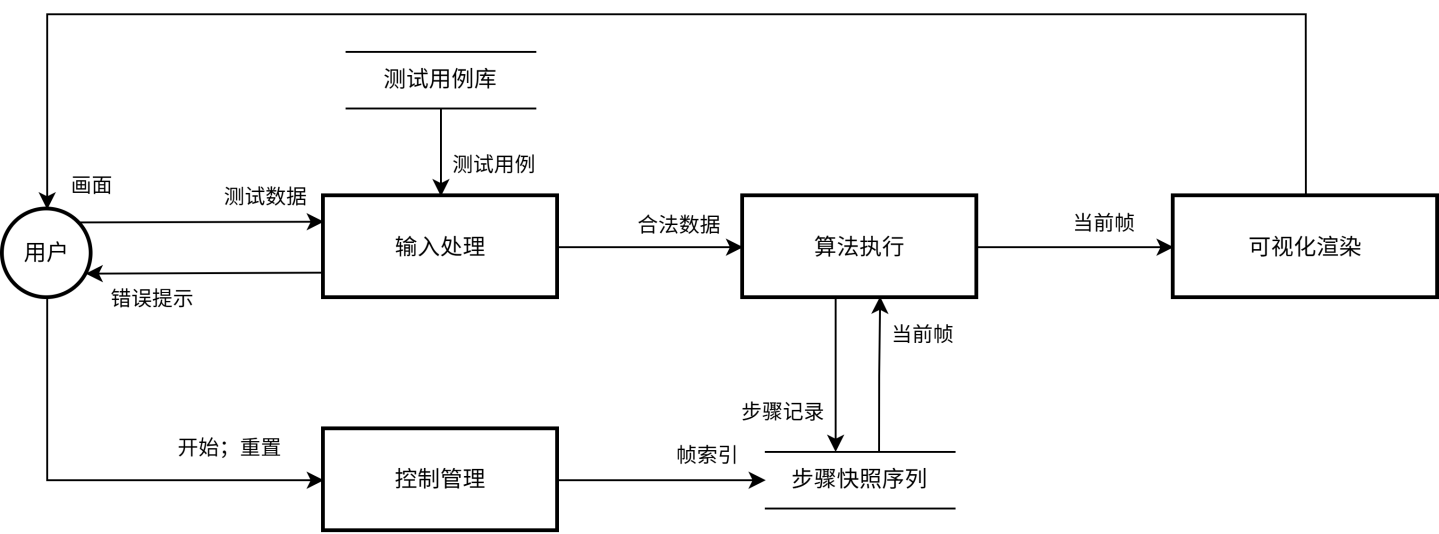 测试用例库
测试用例
画面
测试数据
用户
输入处理
合法数据
算法执行
当前帧
可视化渲染
错误提示
当前帧
步骤记录
开始；重置
控制管理
帧索引
步骤快照序列